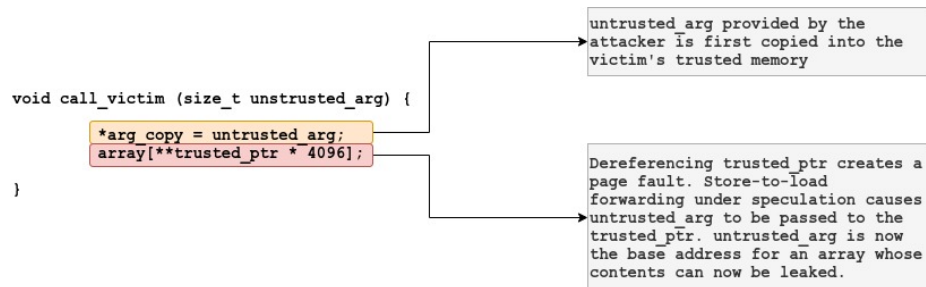 untrusted_arg provided by the
attacker is first copied into the
victim's trusted memory
void call_victim (size_t unstrusted_arg) {
*arg_copy = untrusted_arg;
array[**trusted_ptr * 4096];
}
Dereferencing trusted_ptr creates a
page fault. Store-to-load
forwarding under speculation causes
untrusted_arg to be passed to the
trusted_ptr. untrusted_arg is now
the base address for an array whose
contents can now be leaked.